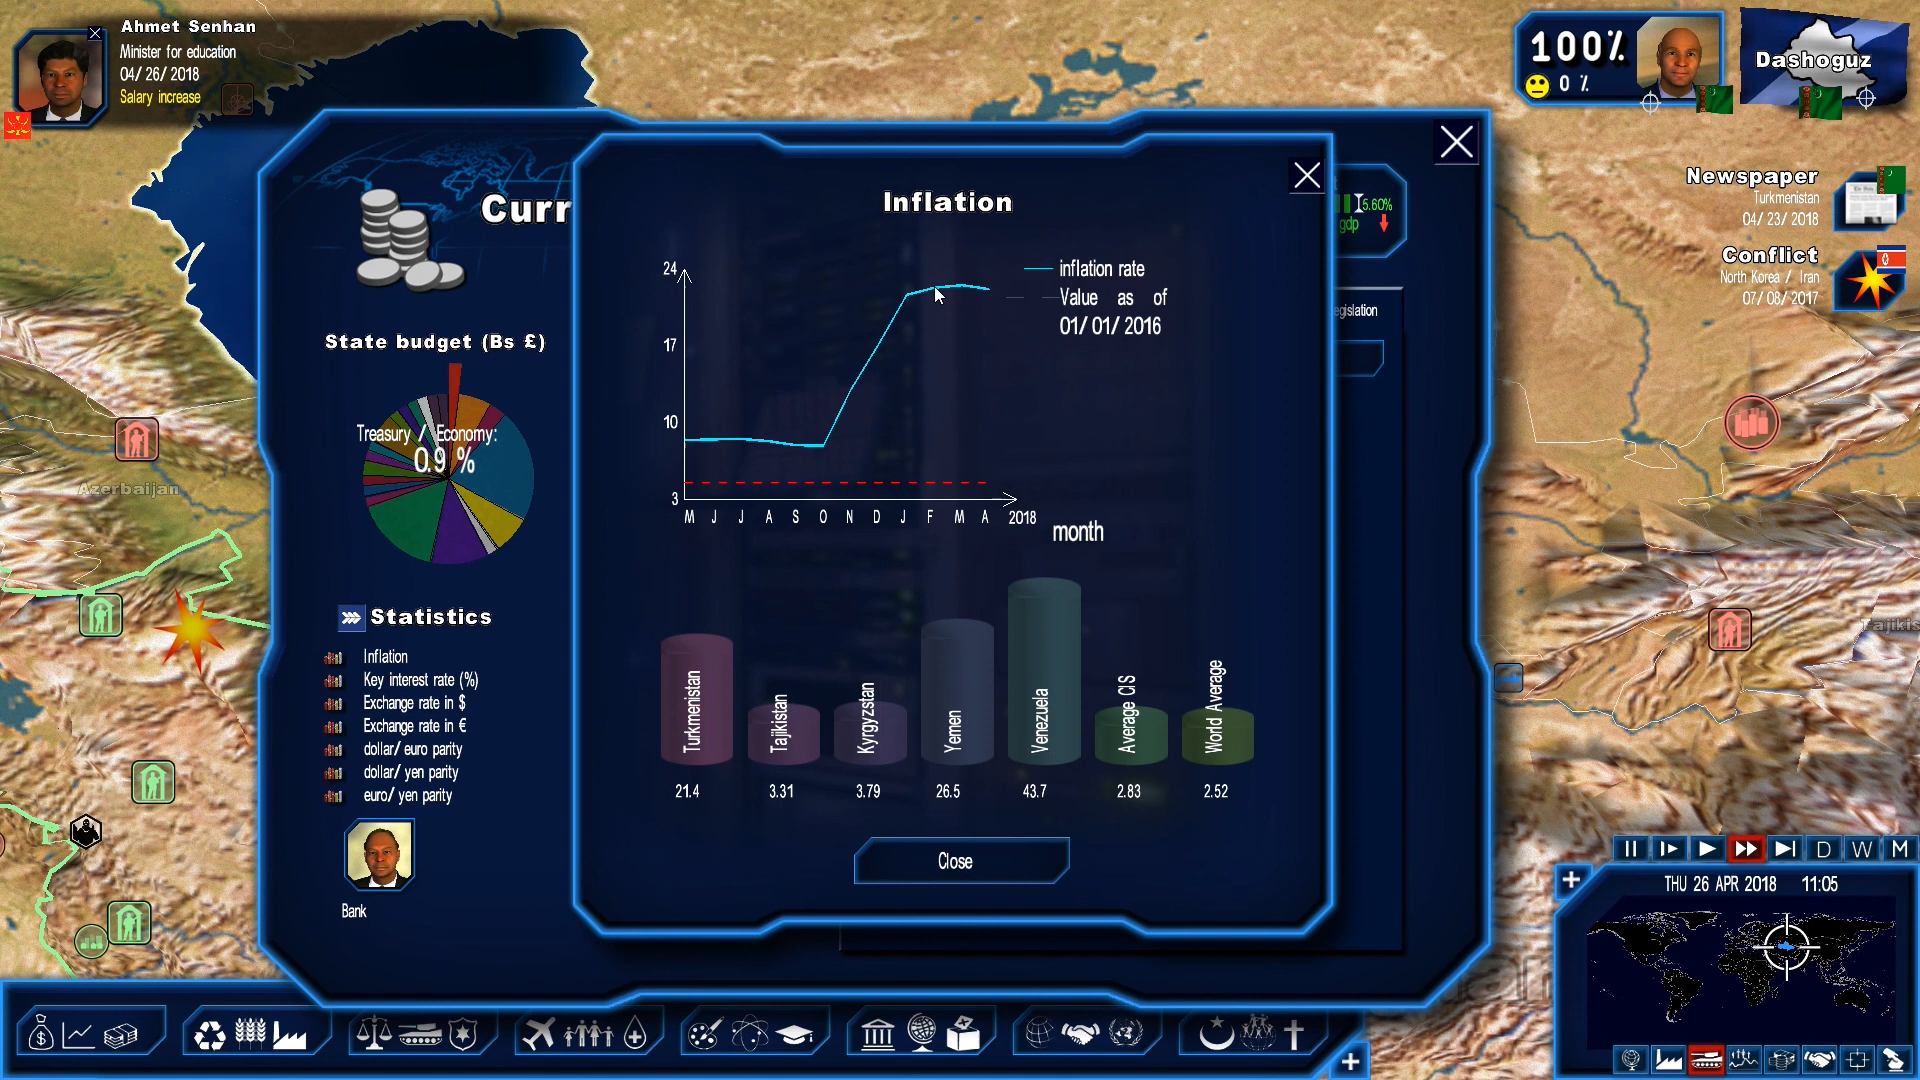 Ahmet Senhan
Minister for education
04/ 26/ 2018
Salary increase
100%
0 %
Dashoguz
Newspaper
Turkmenistan
04/ 23/ 2018
Conflict
North Korea / Iran
07/ 08/ 2017
Curr
5.60%
gdp
egislation
Inflation
24
17
10
3
inflation rate
Value as of
01/ 01/ 2016
M J J A S O N D J F M A 2018
month
State budget (Bs £)
Treasury / Economy:
0.9 %
Statistics
Inflation
Key interest rate (%)
Exchange rate in $
Exchange rate in €
dollar/ euro parity
dollar/ yen parity
euro/ yen parity
Bank
Turkmenistan
Tajikistan
Kyrgyzstan
Yemen
Venezuela
Average CIS
World Average
21.4 3.31 3.79 26.5 43.7 2.83 2.52
Close
Azerbaijan
Tajikis
D W M
THU 26 APR 2018 11:05